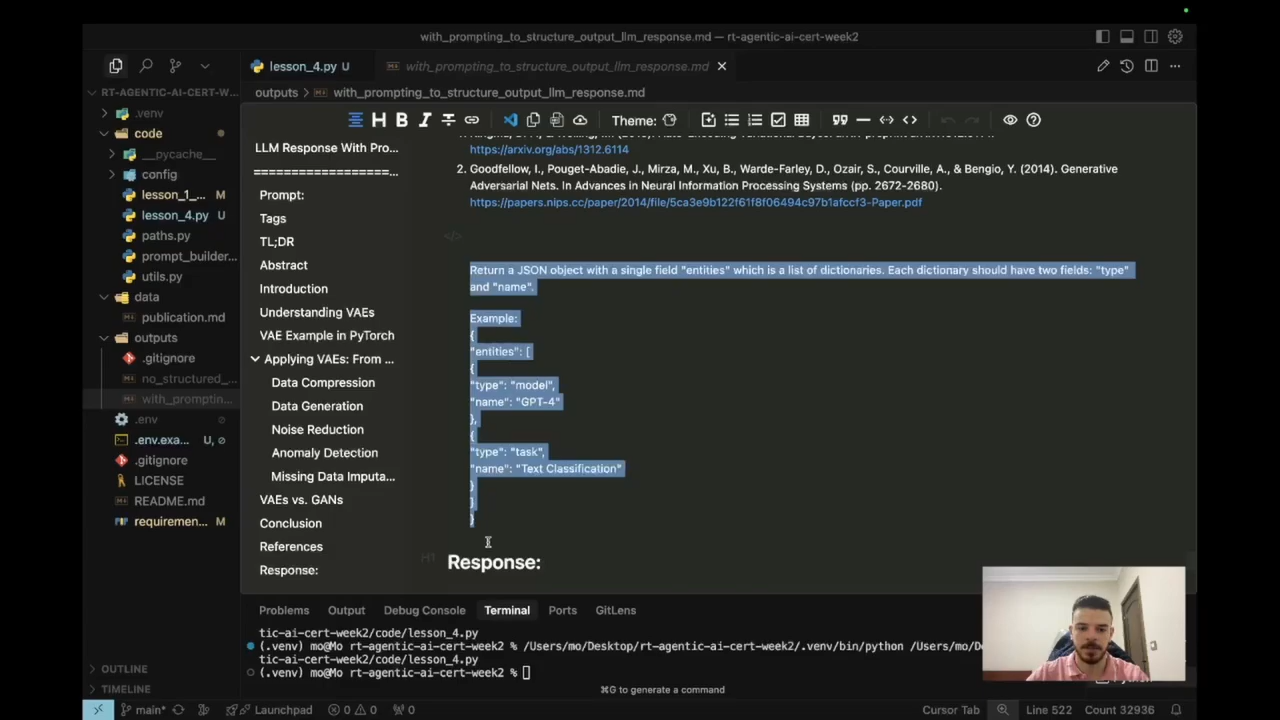 with_prompting_to_structure_output_llm_response.md — rt-agentic-ai-cert-week2
lesson_4.py U
with_prompting_to_structure_output_llm_response.md
RT-AGENTIC-AI-CERT-W...
outputs > with_prompting_to_structure_output_llm_response.md
.venv
code
__pycache__
config
lesson_1_... M
lesson_4.py U
paths.py
prompt_builder...
utils.py
data
publication.md
outputs
.gitignore
no_structured_...
with_promptin...
.env
.env.exa... U,
.gitignore
LICENSE
README.md
requiremen... M
OUTLINE
TIMELINE
Theme:
LLM Response With Pro...
==================...
Prompt:
Tags
TL;DR
Abstract
Introduction
Understanding VAEs
VAE Example in PyTorch
Applying VAEs: From ...
Data Compression
Data Generation
Noise Reduction
Anomaly Detection
Missing Data Imputa...
VAEs vs. GANs
Conclusion
References
Response:
https://arxiv.org/abs/1312.6114
2. Goodfellow, I., Pouget-Abadie, J., Mirza, M., Xu, B., Warde-Farley, D., Ozair, S., Courville, A., & Bengio, Y. (2014). Generative
Adversarial Nets. In Advances in Neural Information Processing Systems (pp. 2672-2680).
https://papers.nips.cc/paper/2014/file/5ca3e9b122f61f8f06494c97b1afccf3-Paper.pdf
</>
Return a JSON object with a single field "entities" which is a list of dictionaries. Each dictionary should have two fields: "type"
and "name".
Example:
{
"entities": [
{
"type": "model",
"name": "GPT-4"
},
{
"type": "task",
"name": "Text Classification"
}
]
}
H1
Response:
Problems Output Debug Console Terminal Ports GitLens
tic-ai-cert-week2/code/lesson_4.py
(.venv) mo@Mo rt-agentic-ai-cert-week2 % /Users/mo/Desktop/rt-agentic-ai-cert-week2/.venv/bin/python /Users/mo/De
tic-ai-cert-week2/code/lesson_4.py
(.venv) mo@Mo rt-agentic-ai-cert-week2 %
⌘G to generate a command
main* Launchpad 0 0 0 Cursor Tab Line 522 Count 32936